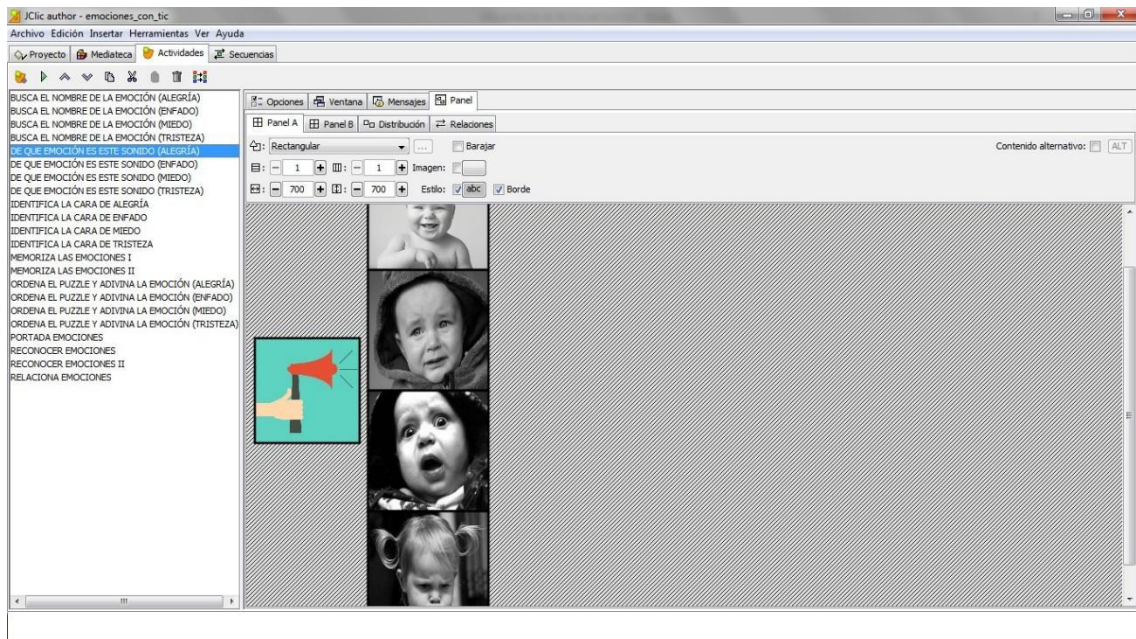 JClic author - emociones_con_tic
Archivo Edición Insertar Herramientas Ver Ayuda
Proyecto Mediateca Actividades Secuencias
Opciones Ventana Mensajes Panel
Panel A Panel B Distribución Relaciones
Rectangular ... Barajar Contenido alternativo: ALT
1 1 Imagen:
700 700 Estilo: abc Borde
BUSCA EL NOMBRE DE LA EMOCIÓN (ALEGRÍA)
BUSCA EL NOMBRE DE LA EMOCIÓN (ENFADO)
BUSCA EL NOMBRE DE LA EMOCIÓN (MIEDO)
BUSCA EL NOMBRE DE LA EMOCIÓN (TRISTEZA)
DE QUE EMOCIÓN ES ESTE SONIDO (ALEGRÍA)
DE QUE EMOCIÓN ES ESTE SONIDO (ENFADO)
DE QUE EMOCIÓN ES ESTE SONIDO (MIEDO)
DE QUE EMOCIÓN ES ESTE SONIDO (TRISTEZA)
IDENTIFICA LA CARA DE ALEGRÍA
IDENTIFICA LA CARA DE ENFADO
IDENTIFICA LA CARA DE MIEDO
IDENTIFICA LA CARA DE TRISTEZA
MEMORIZA LAS EMOCIONES I
MEMORIZA LAS EMOCIONES II
ORDENA EL PUZZLE Y ADIVINA LA EMOCIÓN (ALEGRÍA)
ORDENA EL PUZZLE Y ADIVINA LA EMOCIÓN (ENFADO)
ORDENA EL PUZZLE Y ADIVINA LA EMOCIÓN (MIEDO)
ORDENA EL PUZZLE Y ADIVINA LA EMOCIÓN (TRISTEZA)
PORTADA EMOCIONES
RECONOCER EMOCIONES
RECONOCER EMOCIONES II
RELACIONA EMOCIONES